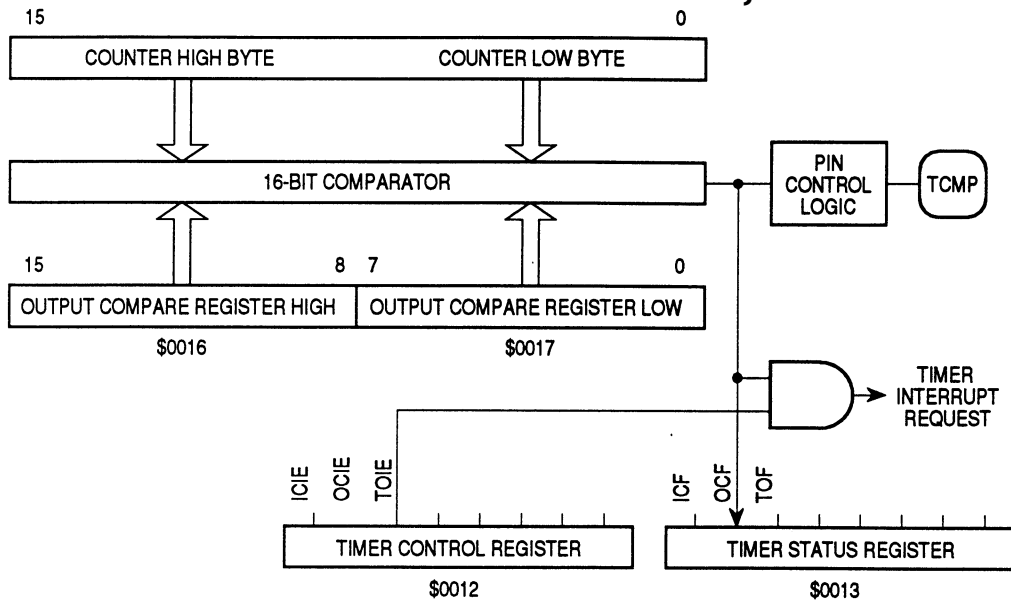 15 0
COUNTER HIGH BYTE COUNTER LOW BYTE
16-BIT COMPARATOR
PIN
CONTROL
LOGIC
TCMP
15 8 7 0
OUTPUT COMPARE REGISTER HIGH OUTPUT COMPARE REGISTER LOW
$0016 $0017
TIMER
INTERRUPT
REQUEST
ICIE
OCIE
TOIE
ICF
OCF
TOF
TIMER CONTROL REGISTER TIMER STATUS REGISTER
$0012 $0013